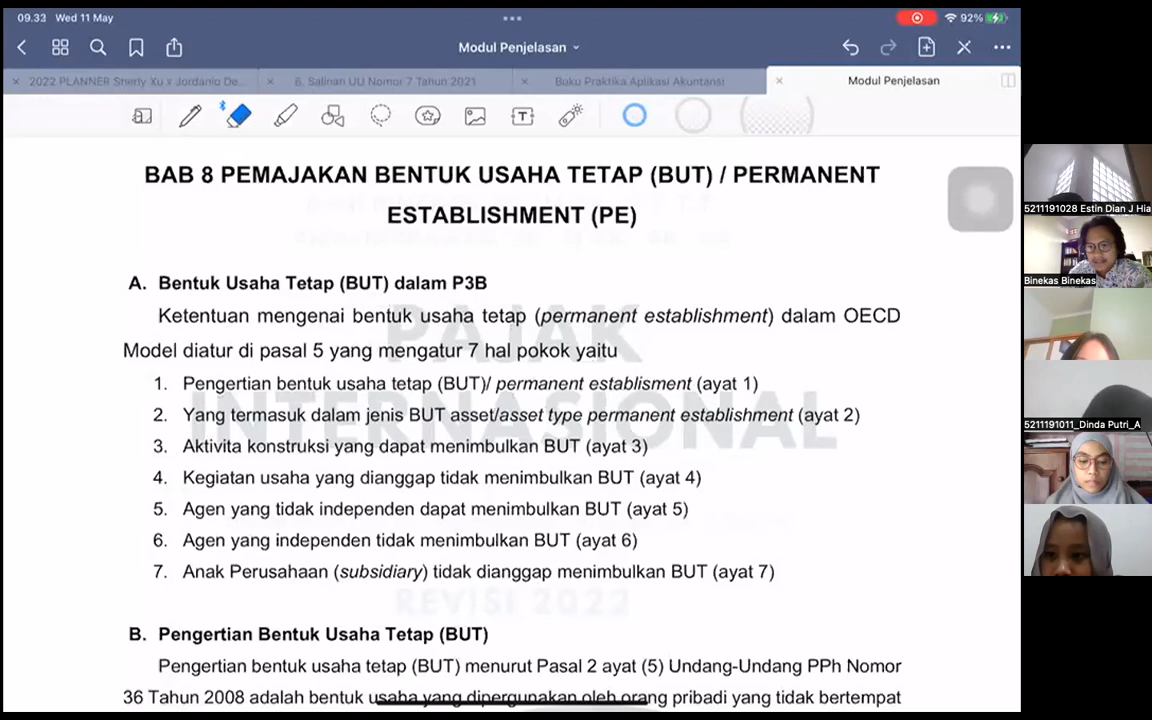 09.33 Wed 11 May
92%
Modul Penjelasan
2022 PLANNER Sherly Xu x Jordanio De...
6. Salinan UU Nomor 7 Tahun 2021
Buku Praktika Aplikasi Akuntansi
Modul Penjelasan
BAB 8 PEMAJAKAN BENTUK USAHA TETAP (BUT) / PERMANENT
ESTABLISHMENT (PE)
A. Bentuk Usaha Tetap (BUT) dalam P3B
Ketentuan mengenai bentuk usaha tetap (permanent establishment) dalam OECD
Model diatur di pasal 5 yang mengatur 7 hal pokok yaitu
1. Pengertian bentuk usaha tetap (BUT)/ permanent establisment (ayat 1)
2. Yang termasuk dalam jenis BUT asset/asset type permanent establishment (ayat 2)
3. Aktivita konstruksi yang dapat menimbulkan BUT (ayat 3)
4. Kegiatan usaha yang dianggap tidak menimbulkan BUT (ayat 4)
5. Agen yang tidak independen dapat menimbulkan BUT (ayat 5)
6. Agen yang independen tidak menimbulkan BUT (ayat 6)
7. Anak Perusahaan (subsidiary) tidak dianggap menimbulkan BUT (ayat 7)
B. Pengertian Bentuk Usaha Tetap (BUT)
Pengertian bentuk usaha tetap (BUT) menurut Pasal 2 ayat (5) Undang-Undang PPh Nomor
36 Tahun 2008 adalah bentuk usaha yang dipergunakan oleh orang pribadi yang tidak bertempat
PAJAK
INTERNASIONAL
REVISI 2022
5211191028 Estin Dian J Hia
Binekas Binekas
5211191011_Dinda Putri_A